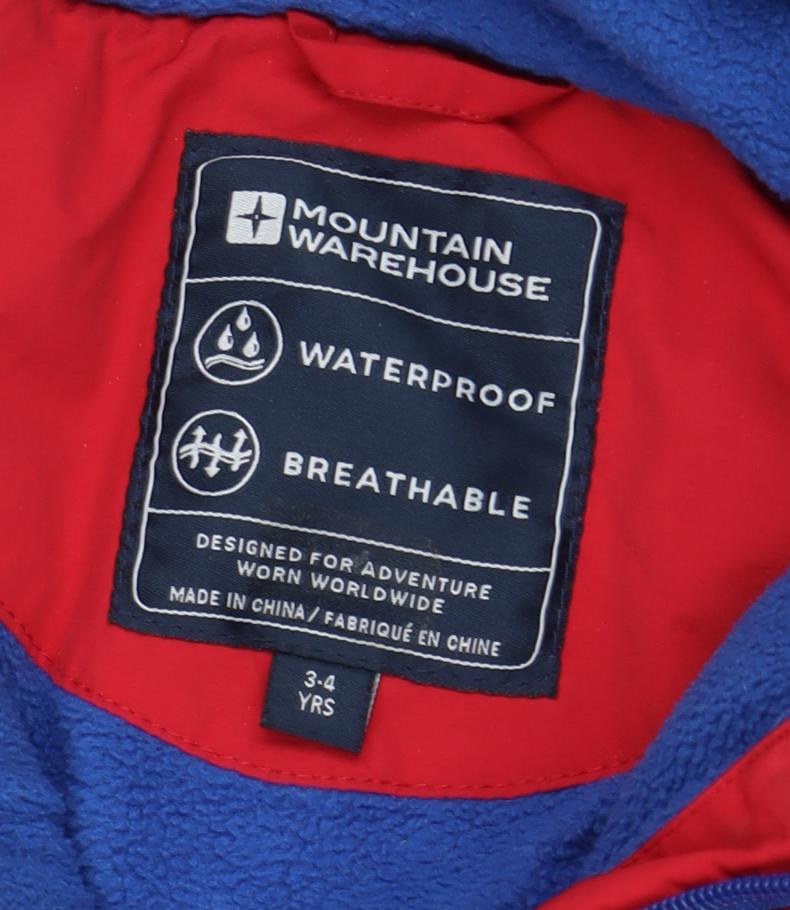 MOUNTAIN
WAREHOUSE
WATERPROOF
BREATHABLE
DESIGNED FOR ADVENTURE
WORN WORLDWIDE
MADE IN CHINA / FABRIQUÉ EN CHINE
3-4
YRS